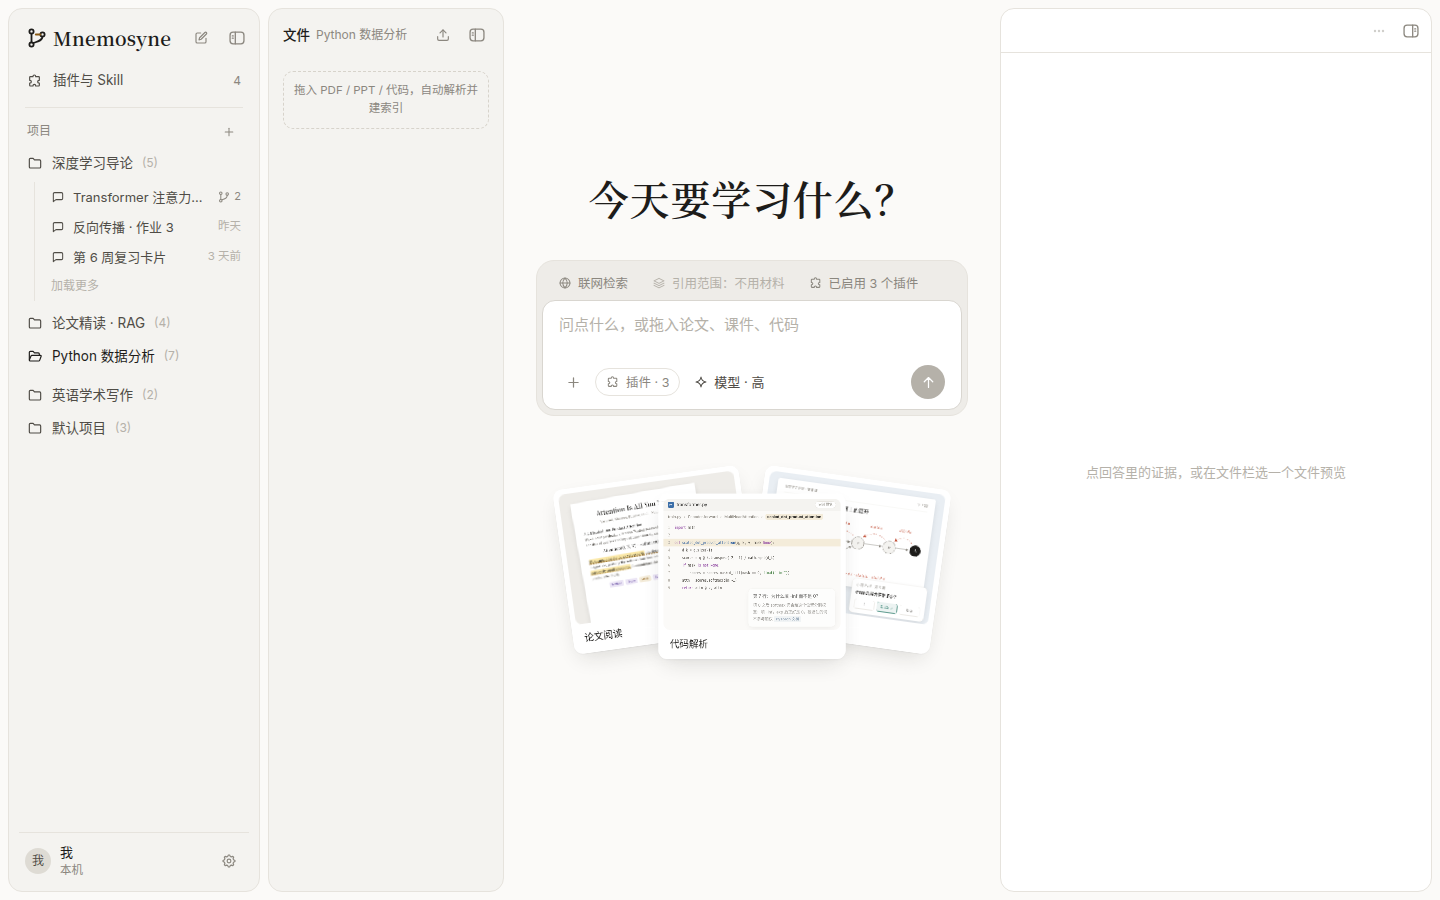 Mnemosyne
插件与 Skill 4
项目
深度学习导论 (5)
Transformer 注意力... 2
反向传播 · 作业 3 昨天
第 6 周复习卡片 3 天前
加载更多
论文精读 · RAG (4)
Python 数据分析 (7)
英语学术写作 (2)
默认项目 (3)
我
我
本机
文件 Python 数据分析
拖入 PDF / PPT / 代码，自动解析并
建索引
今天要学习什么？
联网检索 引用范围：不用材料 已启用 3 个插件
问点什么，或拖入论文、课件、代码
插件 · 3 模型 · 高
Attention Is All
transformer.py
import
论文阅读
代码解析
点回答里的证据，或在文件栏选一个文件预览